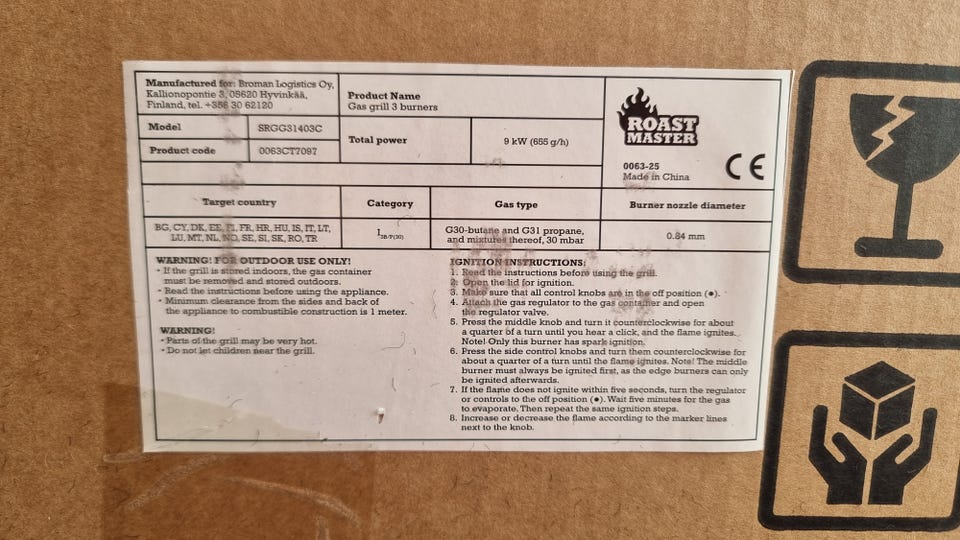 Manufactured for: Broman Logistics Oy,
Kallionopontie 3, 05620 Hyvinkää,
Finland, tel. +358 30 62120
Product Name
Gas grill 3 burners
ROAST
MASTER
0063-25
Made in China
CE
Model SRGG31403C
Product code 0063CT7097
Total power 9 kW (655 g/h)
Target country Category Gas type Burner nozzle diameter
BG, CY, DK, EE, FI, FR, HR, HU, IS, IT, LT,
LU, MT, NL, NO, SE, SI, SK, RO, TR
I3B/P(30)
G30-butane and G31 propane,
and mixtures thereof, 30 mbar
0.84 mm
WARNING! FOR OUTDOOR USE ONLY!
• If the grill is stored indoors, the gas container
must be removed and stored outdoors.
• Read the instructions before using the appliance.
• Minimum clearance from the sides and back of
the appliance to combustible construction is 1 meter.
WARNING!
• Parts of the grill may be very hot.
• Do not let children near the grill.
IGNITION INSTRUCTIONS:
1. Read the instructions before using the grill.
2. Open the lid for ignition.
3. Make sure that all control knobs are in the off position (●).
4. Attach the gas regulator to the gas container and open
the regulator valve.
5. Press the middle knob and turn it counterclockwise for about
a quarter of a turn until you hear a click, and the flame ignites.
Note! Only this burner has spark ignition.
6. Press the side control knobs and turn them counterclockwise for
about a quarter of a turn until the flame ignites. Note! The middle
burner must always be ignited first, as the edge burners can only
be ignited afterwards.
7. If the flame does not ignite within five seconds, turn the regulator
or controls to the off position (●). Wait five minutes for the gas
to evaporate. Then repeat the same ignition steps.
8. Increase or decrease the flame according to the marker lines
next to the knob.